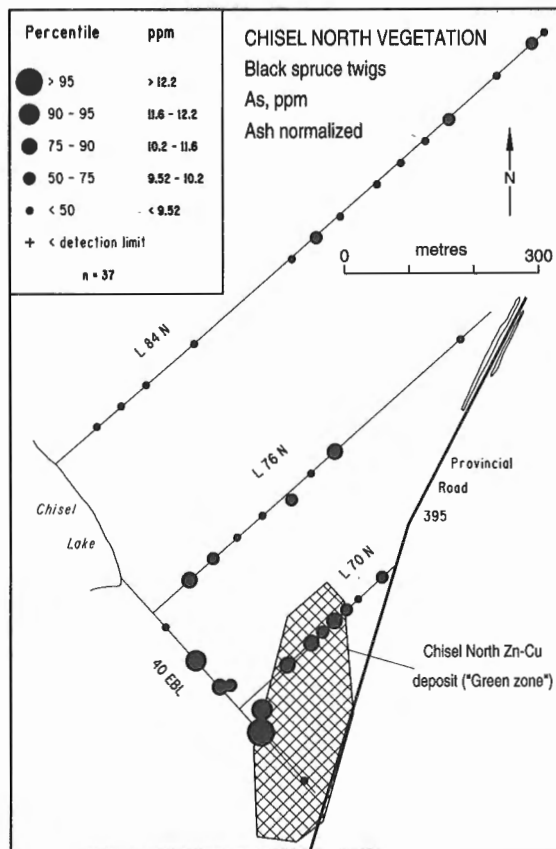 Percentile ppm
> 95 > 12.2
90 - 95 11.6 - 12.2
75 - 90 10.2 - 11.6
50 - 75 9.52 - 10.2
< 50 < 9.52
+ < detection limit
n = 37
CHISEL NORTH VEGETATION
Black spruce twigs
As, ppm
Ash normalized
N
0 metres 300
L 84 N
L 76 N
Provincial
Road
395
Chisel
Lake
L 70 N
40 EBL
Chisel North Zn-Cu
deposit ("Green zone")